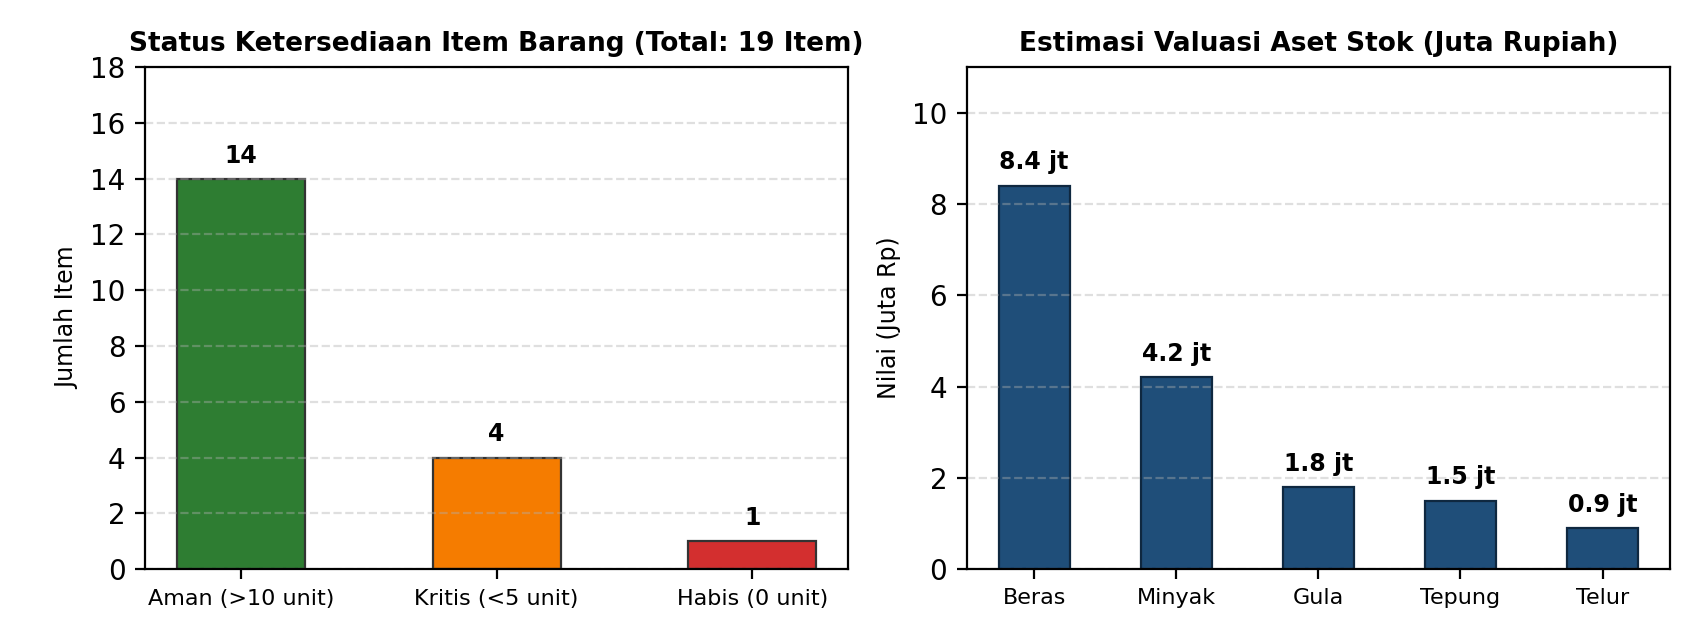 Status Ketersediaan Item Barang (Total: 19 Item)
Jumlah Item
18
16
14
12
10
8
6
4
2
0
14
4
1
Aman (>10 unit)
Kritis (<5 unit)
Habis (0 unit)
Estimasi Valuasi Aset Stok (Juta Rupiah)
Nilai (Juta Rp)
10
8
6
4
2
0
8.4 jt
4.2 jt
1.8 jt
1.5 jt
0.9 jt
Beras
Minyak
Gula
Tepung
Telur